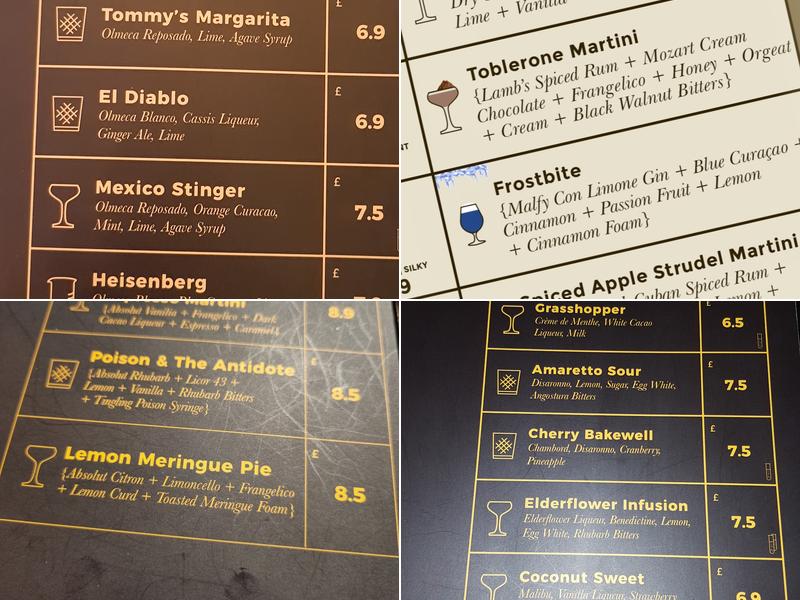 £
Tommy's Margarita
Olmeca Reposado, Lime, Agave Syrup
6.9
£
El Diablo
Olmeca Blanco, Cassis Liqueur,
Ginger Ale, Lime
6.9
£
Mexico Stinger
Olmeca Reposado, Orange Curacao,
Mint, Lime, Agave Syrup
7.5
£
Heisenberg
Lime + Vanilla
Toblerone Martini
{Lamb's Spiced Rum + Mozart Cream
Chocolate + Frangelico + Honey + Orgeat
+ Cream + Black Walnut Bitters}
NT
Frostbite
{Malfy Con Limone Gin + Blue Curaçao +
Cinnamon + Passion Fruit + Lemon
+ Cinnamon Foam}
, SILKY
9
Spiced Apple Strudel Martini
Cuban Spiced Rum +
Lemon +
Martini
{Absolut Vanilia + Frangelico + Dark
Cacao Liqueur + Espresso + Caramel}
8.9
£
Poison & The Antidote
{Absolut Rhubarb + Licor 43 +
Lemon + Vanilla + Rhubarb Bitters
+ Tingling Poison Syringe}
8.5
£
Lemon Meringue Pie
{Absolut Citron + Limoncello + Frangelico
+ Lemon Curd + Toasted Meringue Foam}
8.5
£
Grasshopper
Crème de Menthe, White Cacao
Liqueur, Milk
6.5
£
Amaretto Sour
Disaronno, Lemon, Sugar, Egg White,
Angostura Bitters
7.5
£
Cherry Bakewell
Chambord, Disaronno, Cranberry,
Pineapple
7.5
£
Elderflower Infusion
Elderflower Liqueur, Benedictine, Lemon,
Egg White, Rhubarb Bitters
7.5
£
Coconut Sweet
Malibu, Vanilla Liqueur, Strawberry
6.9